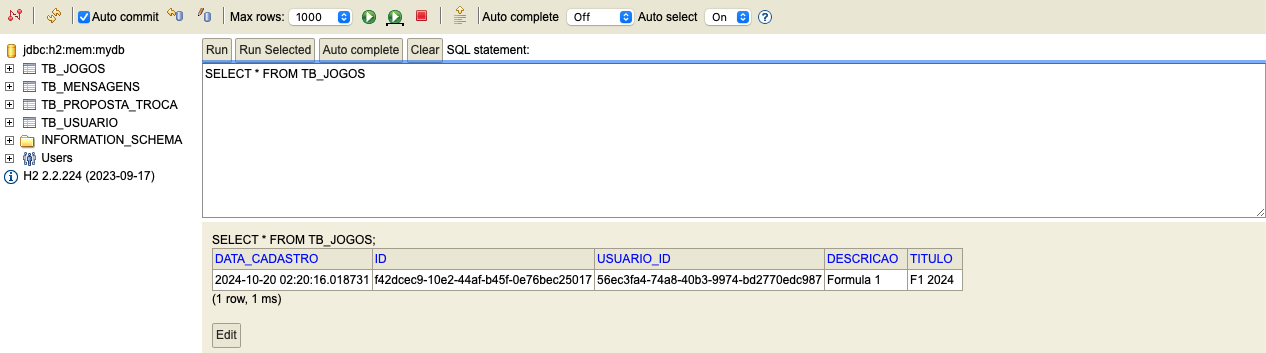 Auto commit Max rows: 1000 Auto complete Off Auto select On ?
jdbc:h2:mem:mydb
TB_JOGOS
TB_MENSAGENS
TB_PROPOSTA_TROCA
TB_USUARIO
INFORMATION_SCHEMA
Users
H2 2.2.224 (2023-09-17)
Run Run Selected Auto complete Clear SQL statement:
SELECT * FROM TB_JOGOS
SELECT * FROM TB_JOGOS;
DATA_CADASTRO ID USUARIO_ID DESCRICAO TITULO
2024-10-20 02:20:16.018731 f42dcec9-10e2-44af-b45f-0e76bec25017 56ec3fa4-74a8-40b3-9974-bd2770edc987 Formula 1 F1 2024
(1 row, 1 ms)
Edit